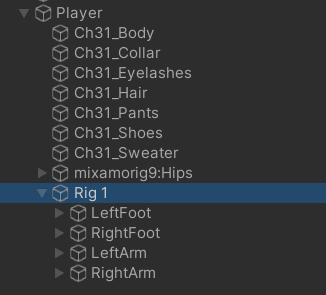 Player
Ch31_Body
Ch31_Collar
Ch31_Eyelashes
Ch31_Hair
Ch31_Pants
Ch31_Shoes
Ch31_Sweater
mixamorig9:Hips
Rig 1
LeftFoot
RightFoot
LeftArm
RightArm